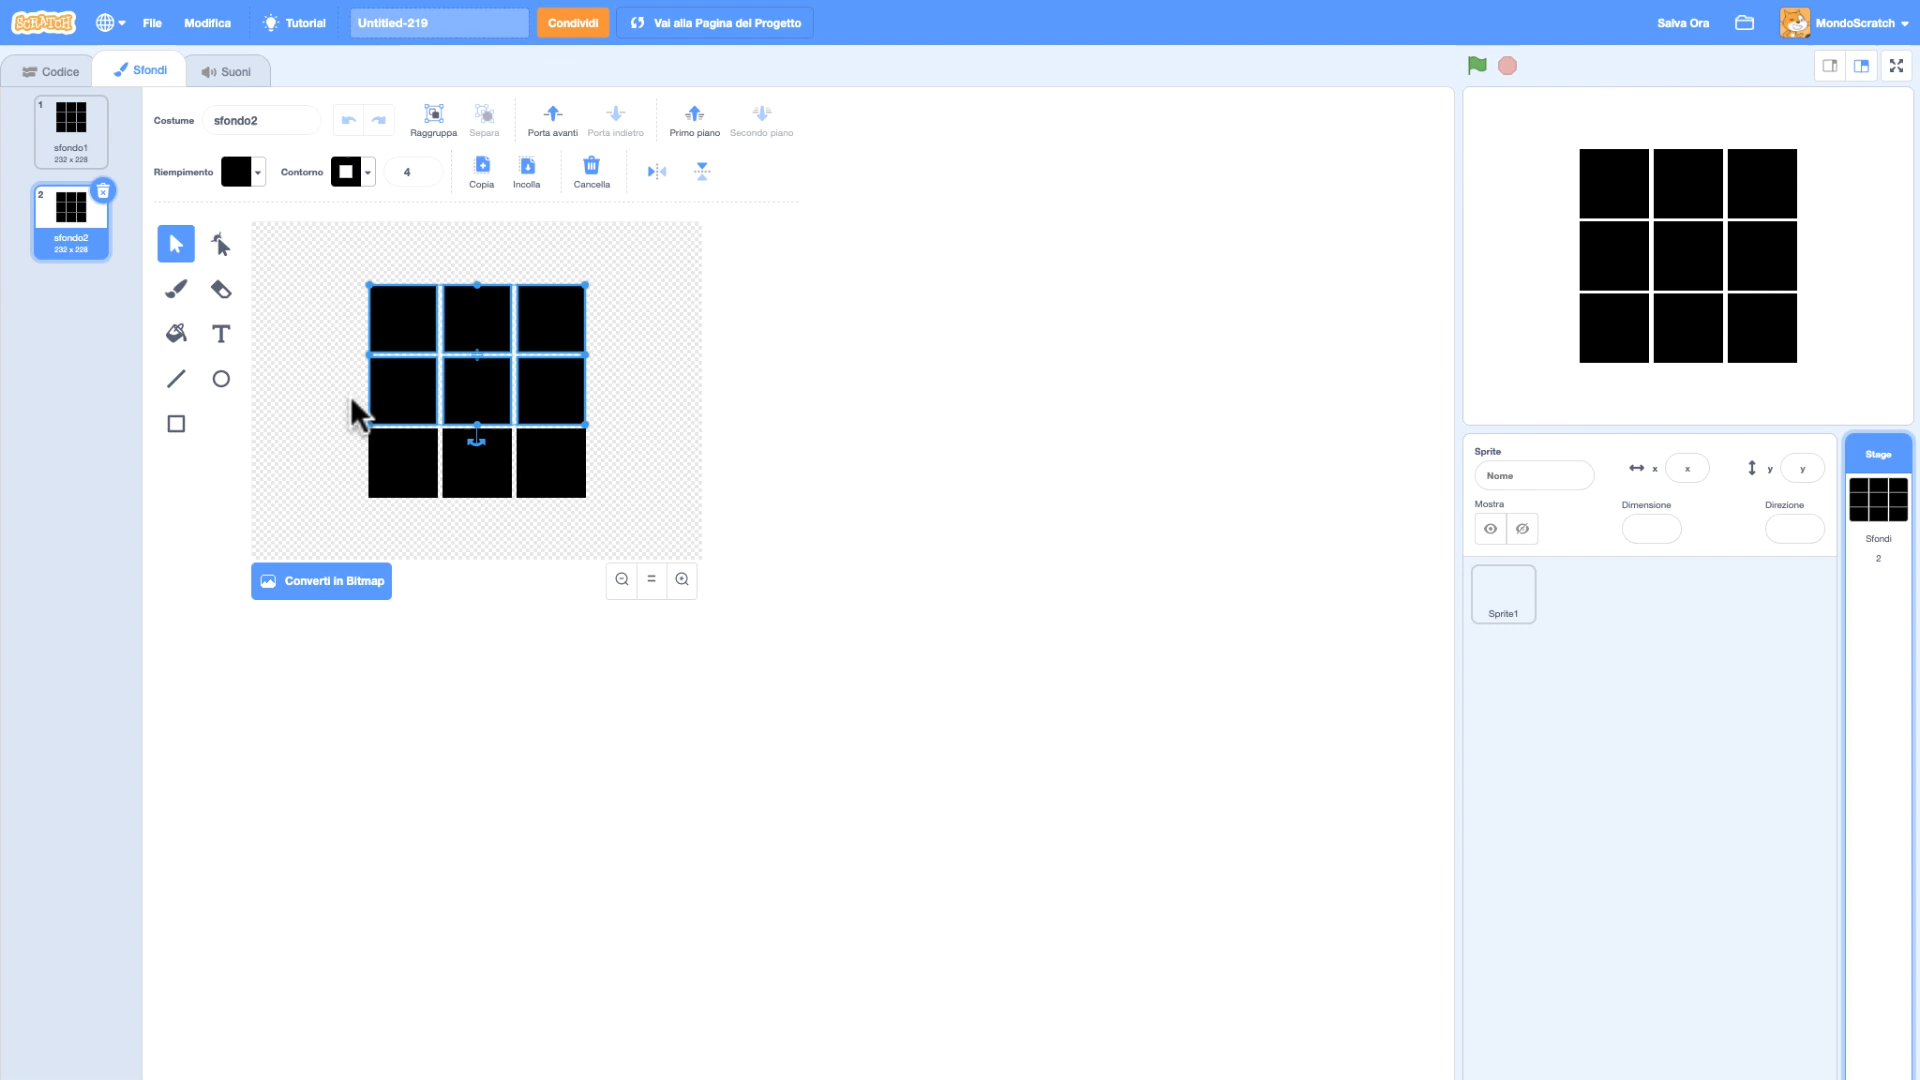 SCRATCH File Modifica Tutorial Untitled-219 Condividi Vai alla Pagina del Progetto Salva Ora MondoScratch
Codice Sfondi Suoni
1
sfondo1
232 x 228
2
sfondo2
232 x 228
Costume sfondo2 Raggruppa Separa Porta avanti Porta indietro Primo piano Secondo piano
Riempimento Contorno 4 Copia Incolla Cancella
T
Converti in Bitmap
Sprite
Nome x x y y
Mostra Dimensione Direzione
Sprite1
Stage
Sfondi
2